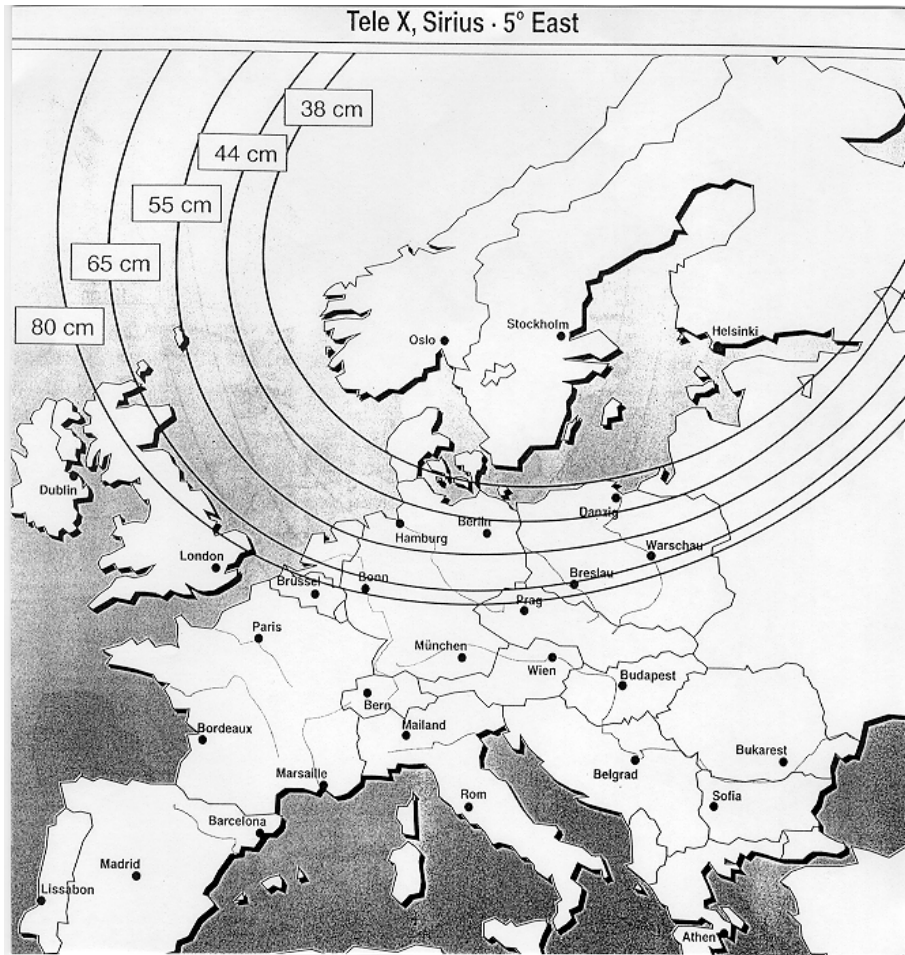 Tele X, Sirius · 5° East
38 cm
44 cm
55 cm
65 cm
80 cm
Oslo
Stockholm
Helsinki
Dublin
London
Hamburg
Berlin
Danzig
Warschau
Brüssel
Bonn
Breslau
Prag
Paris
München
Wien
Budapest
Bern
Bordeaux
Mailand
Belgrad
Bukarest
Marsaille
Rom
Sofia
Barcelona
Madrid
Lissabon
Athen